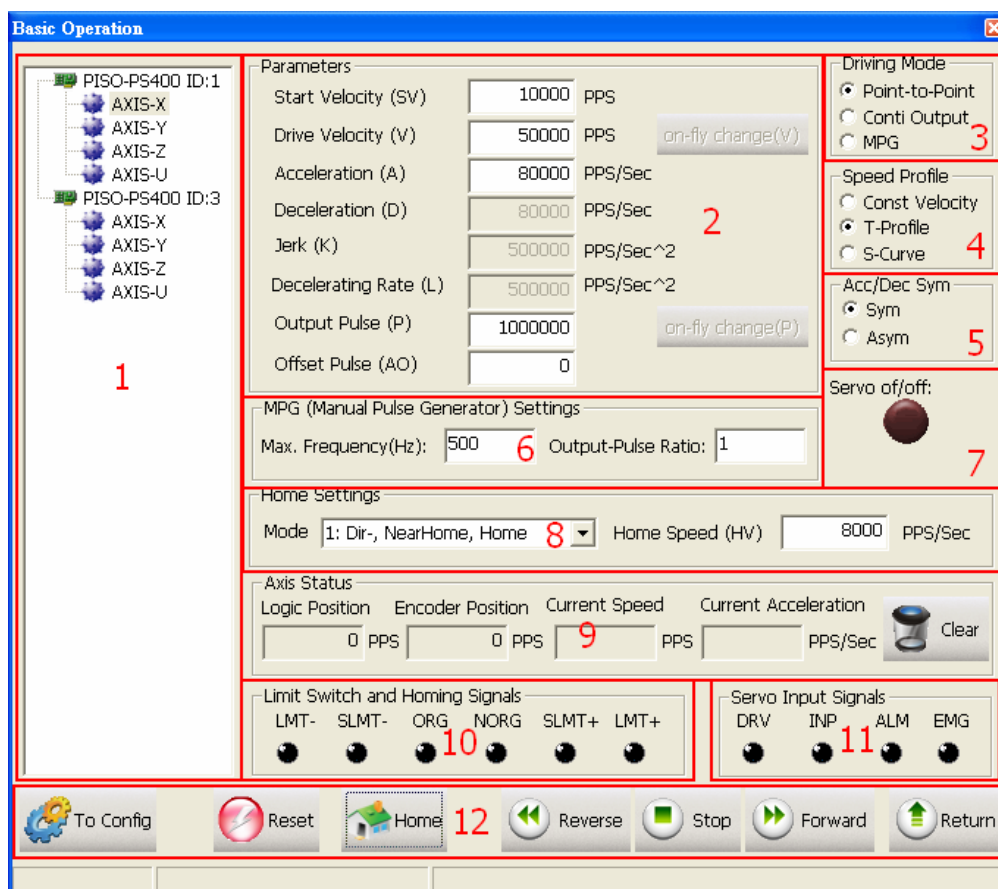 Basic Operation
PISO-PS400 ID:1
AXIS-X
AXIS-Y
AXIS-Z
AXIS-U
PISO-PS400 ID:3
AXIS-X
AXIS-Y
AXIS-Z
AXIS-U
1
Parameters
Start Velocity (SV) 10000 PPS
Drive Velocity (V) 50000 PPS on-fly change(V)
Acceleration (A) 80000 PPS/Sec
Deceleration (D) 80000 PPS/Sec
2
Jerk (K) 500000 PPS/Sec^2
Decelerating Rate (L) 500000 PPS/Sec^2
Output Pulse (P) 1000000 on-fly change(P)
Offset Pulse (AO) 0
Driving Mode
Point-to-Point
Conti Output
MPG 3
Speed Profile
Const Velocity
T-Profile
S-Curve 4
Acc/Dec Sym
Sym
Asym 5
MPG (Manual Pulse Generator) Settings
Max. Frequency(Hz): 500 6 Output-Pulse Ratio: 1
Servo of/off:
7
Home Settings
Mode 1: Dir-, NearHome, Home 8 Home Speed (HV) 8000 PPS/Sec
Axis Status
Logic Position Encoder Position Current Speed Current Acceleration
0 PPS 0 PPS 9 PPS PPS/Sec Clear
Limit Switch and Homing Signals
LMT- SLMT- ORG NORG SLMT+ LMT+
10
Servo Input Signals
DRV INP ALM EMG
11
To Config Reset Home 12 Reverse Stop Forward Return